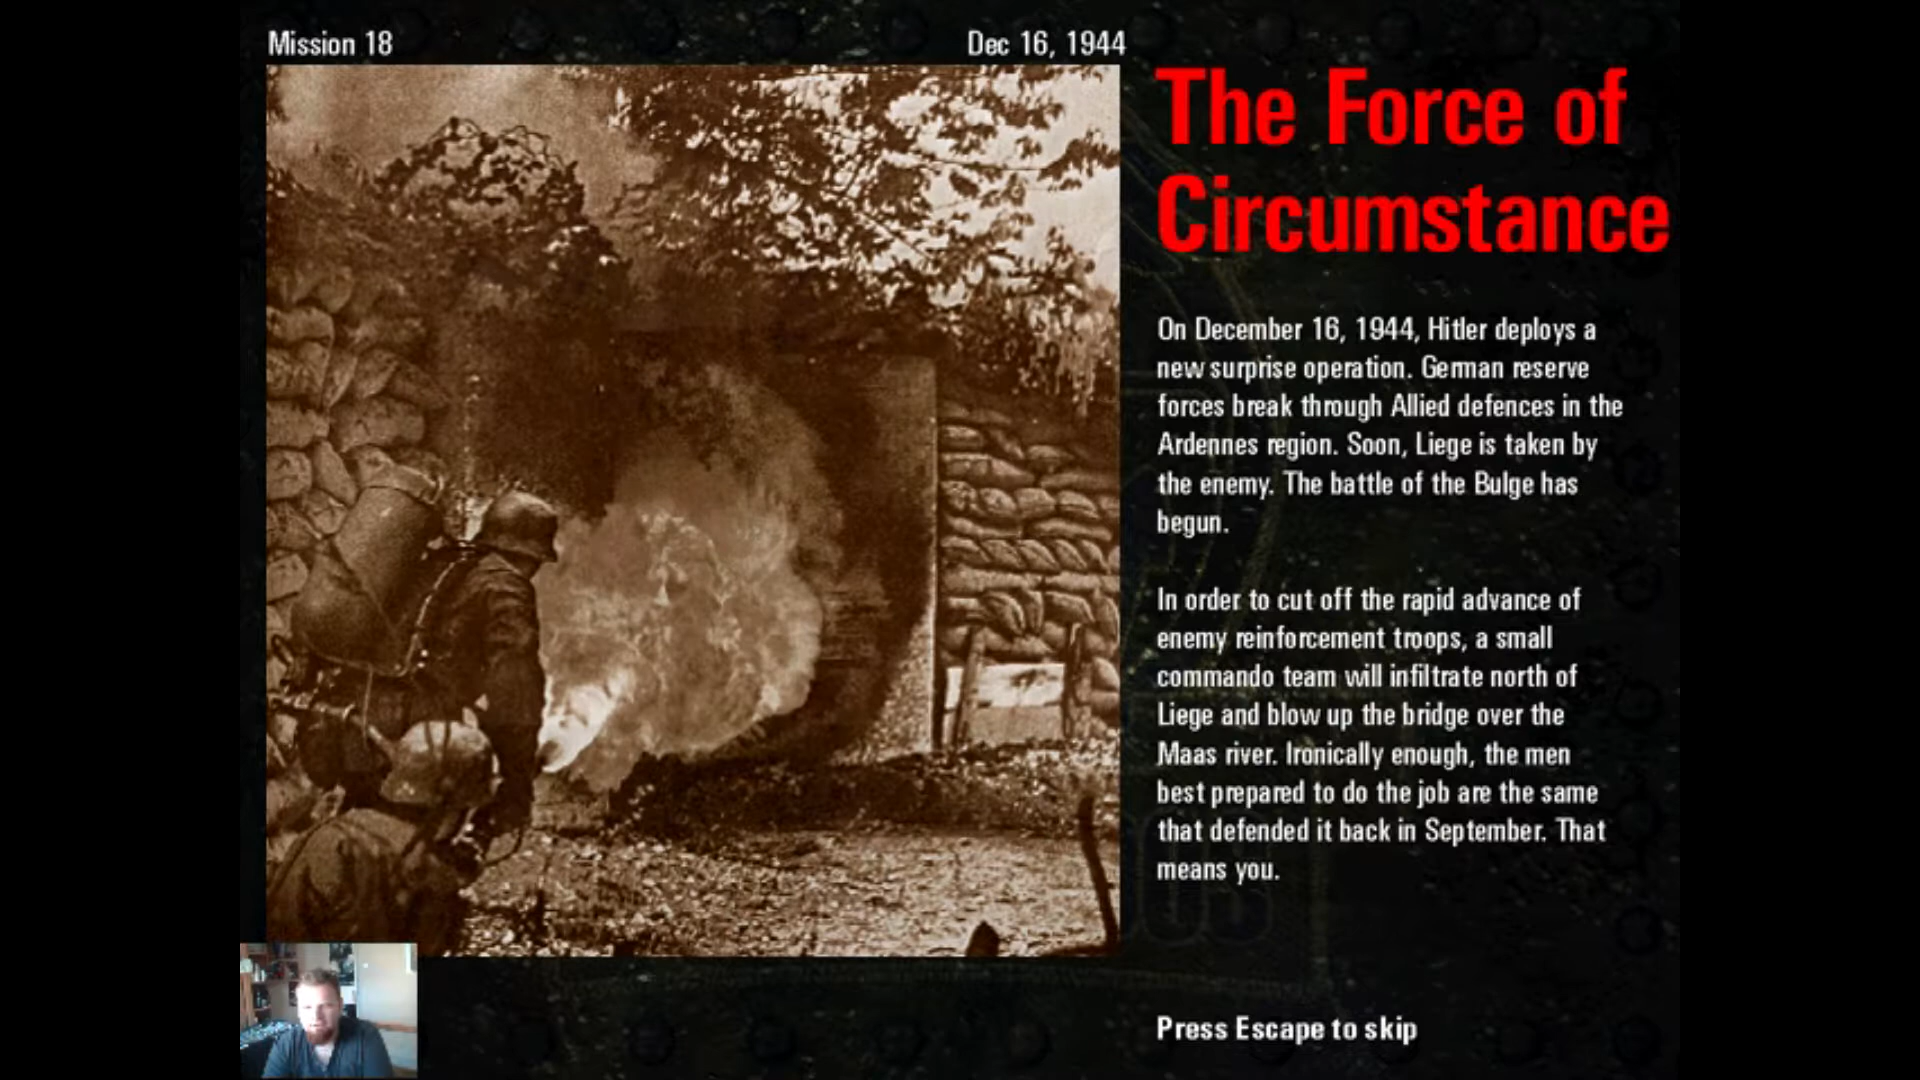 Mission 18
Dec 16, 1944
The Force of
Circumstance
On December 16, 1944, Hitler deploys a
new surprise operation. German reserve
forces break through Allied defences in the
Ardennes region. Soon, Liege is taken by
the enemy. The battle of the Bulge has
begun.
In order to cut off the rapid advance of
enemy reinforcement troops, a small
commando team will infiltrate north of
Liege and blow up the bridge over the
Maas river. Ironically enough, the men
best prepared to do the job are the same
that defended it back in September. That
means you.
Press Escape to skip